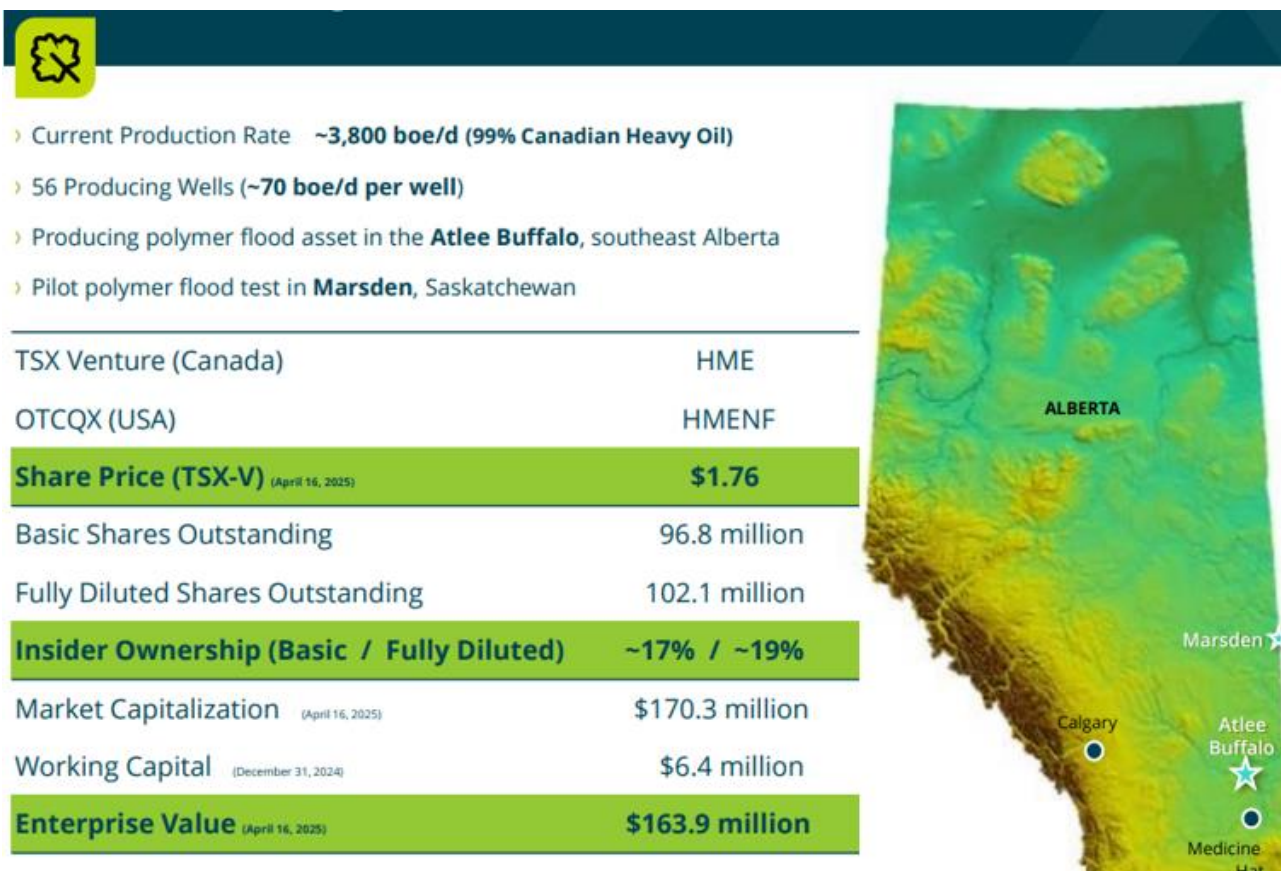 › Current Production Rate ~3,800 boe/d (99% Canadian Heavy Oil)
› 56 Producing Wells (~70 boe/d per well)
› Producing polymer flood asset in the Atlee Buffalo, southeast Alberta
› Pilot polymer flood test in Marsden, Saskatchewan
TSX Venture (Canada) HME
OTCQX (USA) HMENF
Share Price (TSX-V) (April 16, 2025) $1.76
Basic Shares Outstanding 96.8 million
Fully Diluted Shares Outstanding 102.1 million
Insider Ownership (Basic / Fully Diluted) ~17% / ~19%
Market Capitalization (April 16, 2025) $170.3 million
Working Capital (December 31, 2024) $6.4 million
Enterprise Value (April 16, 2025) $163.9 million
ALBERTA
Marsden
Calgary
Atlee
Buffalo
Medicine
Hat